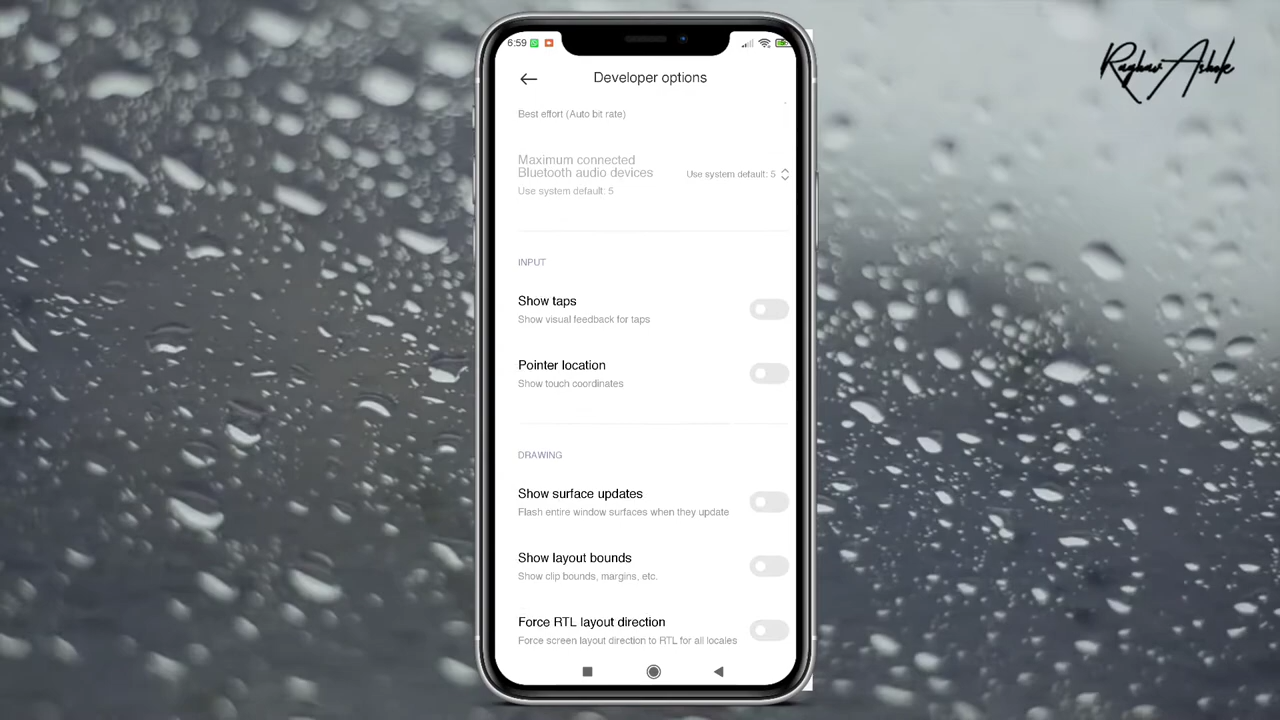 Raghav Ashok
6:59
Developer options
Best effort (Auto bit rate)
Maximum connected
Bluetooth audio devices
Use system default: 5
Use system default: 5
INPUT
Show taps
Show visual feedback for taps
Pointer location
Show touch coordinates
DRAWING
Show surface updates
Flash entire window surfaces when they update
Show layout bounds
Show clip bounds, margins, etc.
Force RTL layout direction
Force screen layout direction to RTL for all locales